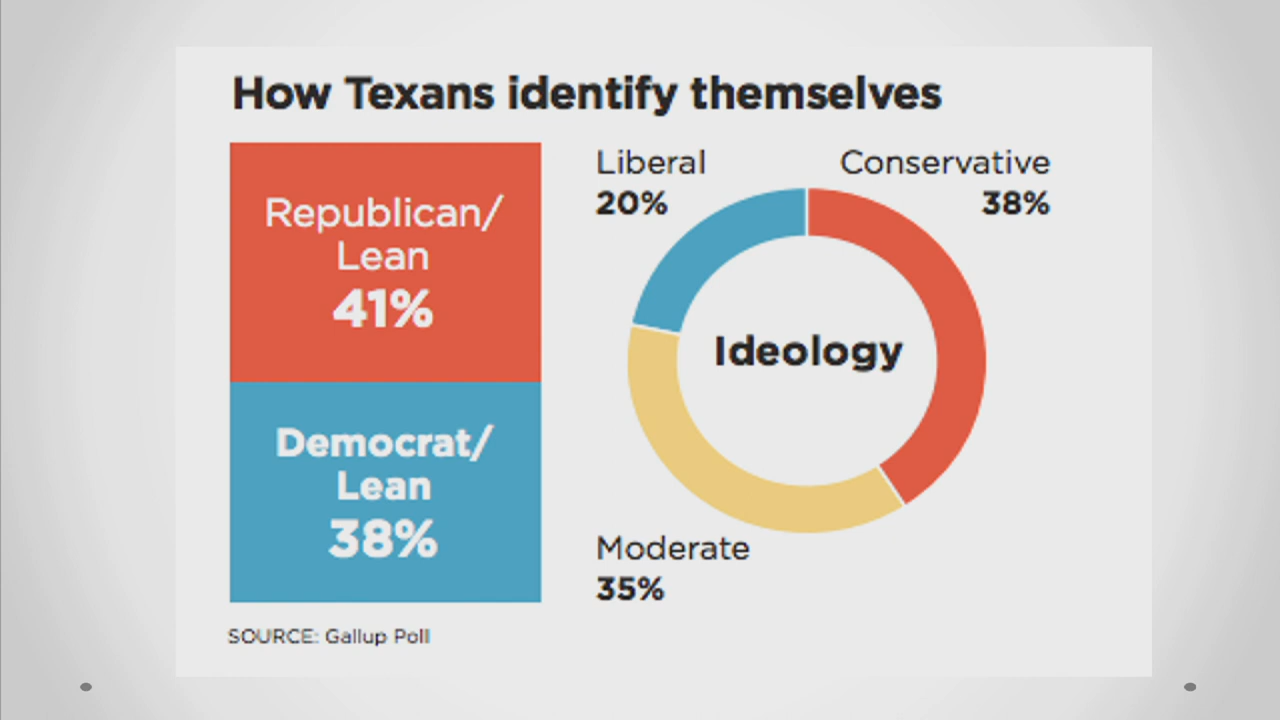 How Texans identify themselves
Republican/
Lean
41%
Democrat/
Lean
38%
Liberal
20%
Conservative
38%
Ideology
Moderate
35%
SOURCE: Gallup Poll